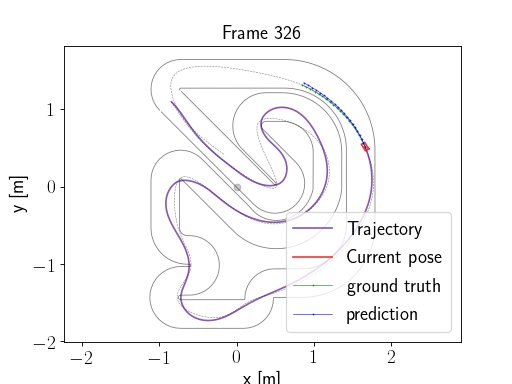 Frame 326
y [m]
1
0
−1
−2
−2
−1
0
1
2
x [m]
Trajectory
Current pose
ground truth
prediction